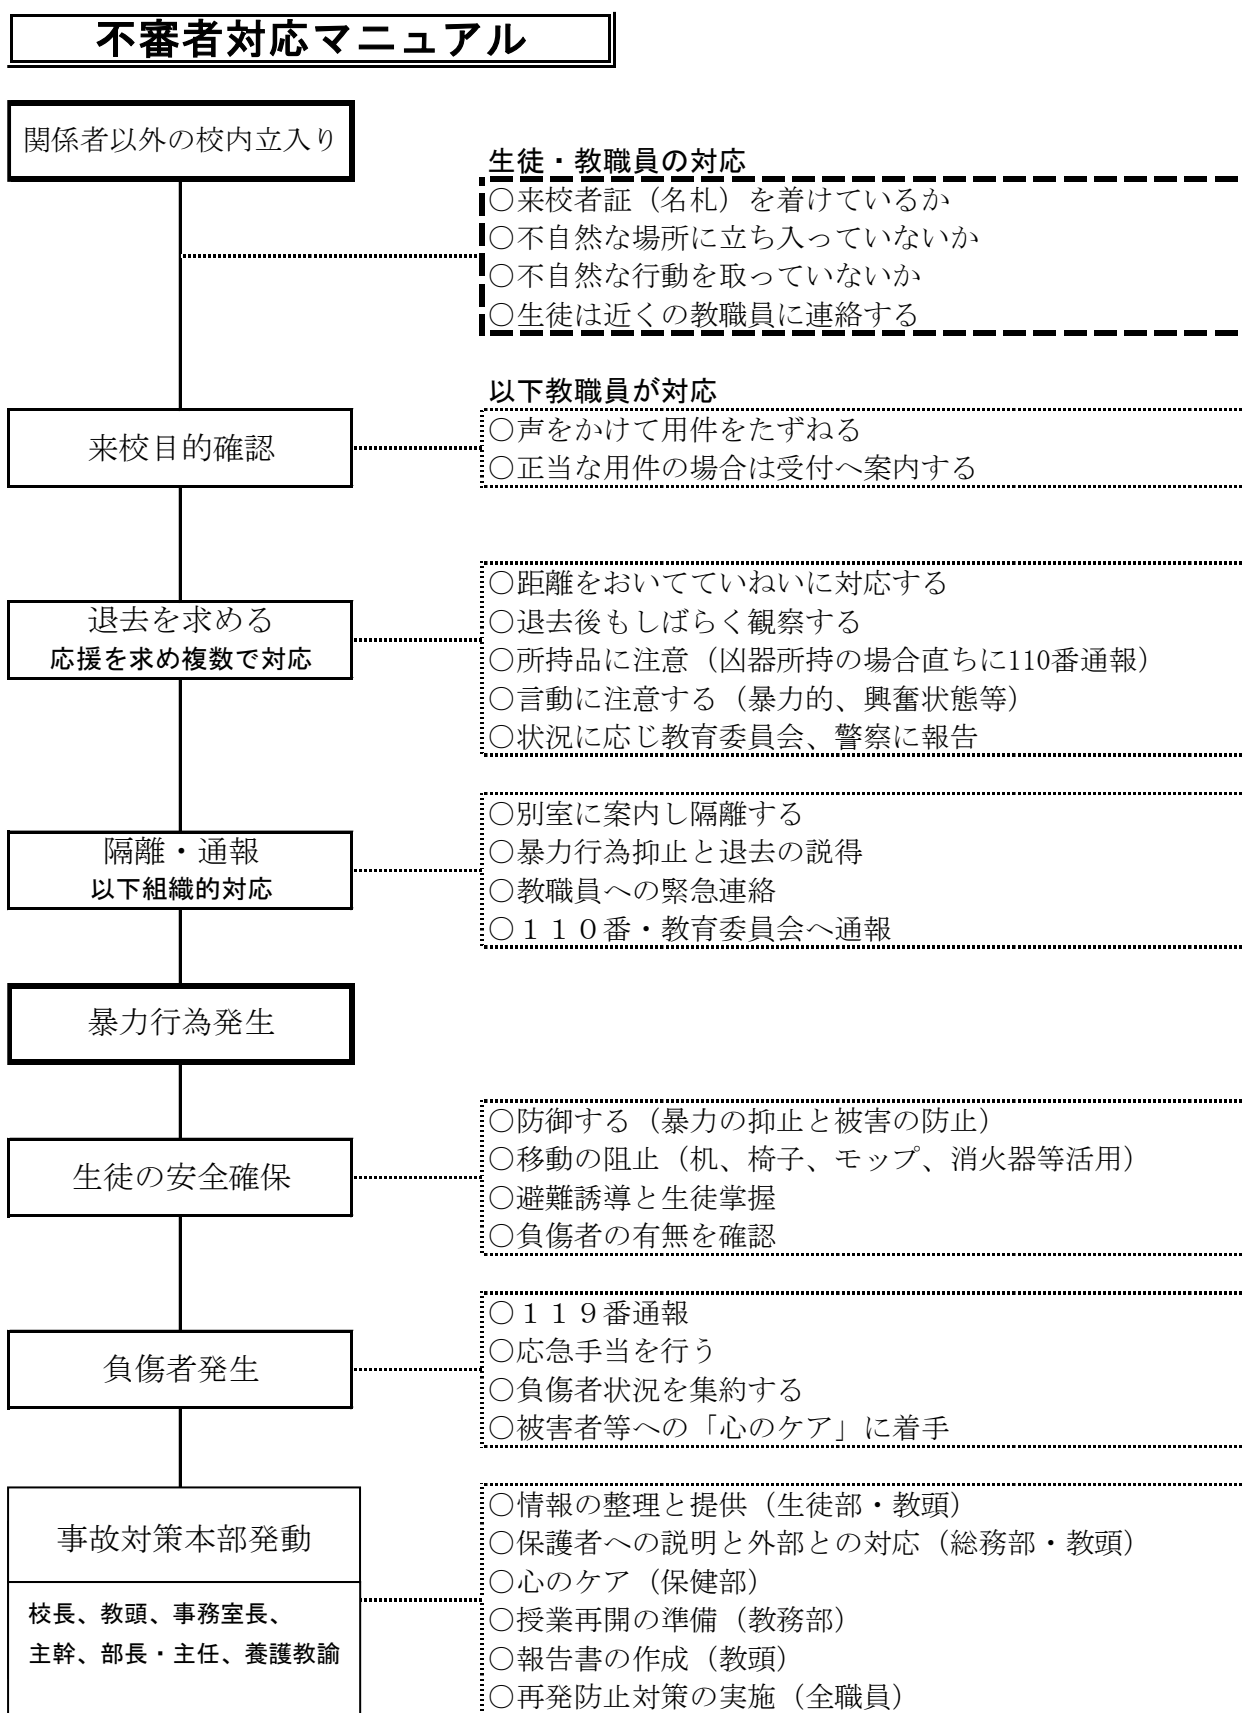 不審者対応マニュアル
関係者以外の校内立入り
生徒・教職員の対応
○来校者証（名札）を着けているか
○不自然な場所に立ち入っていないか
○不自然な行動を取っていないか
○生徒は近くの教職員に連絡する
以下教職員が対応
来校目的確認
○声をかけて用件をたずねる
○正当な用件の場合は受付へ案内する
退去を求める
応援を求め複数で対応
○距離をおいてていねいに対応する
○退去後もしばらく観察する
○所持品に注意（凶器所持の場合直ちに110番通報）
○言動に注意する（暴力的、興奮状態等）
○状況に応じ教育委員会、警察に報告
隔離・通報
以下組織的対応
○別室に案内し隔離する
○暴力行為抑止と退去の説得
○教職員への緊急連絡
○１１０番・教育委員会へ通報
暴力行為発生
生徒の安全確保
○防御する（暴力の抑止と被害の防止）
○移動の阻止（机、椅子、モップ、消火器等活用）
○避難誘導と生徒掌握
○負傷者の有無を確認
負傷者発生
○１１９番通報
○応急手当を行う
○負傷者状況を集約する
○被害者等への「心のケア」に着手
事故対策本部発動
校長、教頭、事務室長、
主幹、部長・主任、養護教諭
○情報の整理と提供（生徒部・教頭）
○保護者への説明と外部との対応（総務部・教頭）
○心のケア（保健部）
○授業再開の準備（教務部）
○報告書の作成（教頭）
○再発防止対策の実施（全職員）